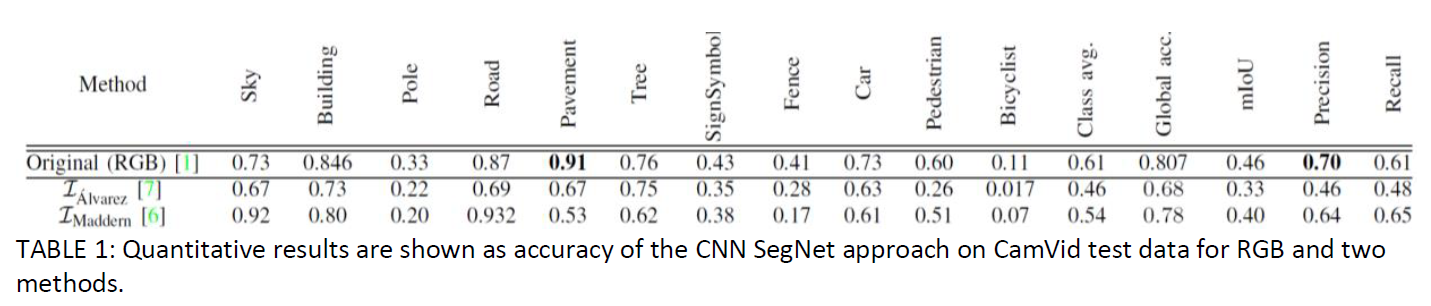 Method Sky Building Pole Road Pavement Tree SignSymbol Fence Car Pedestrian Bicyclist Class avg. Global acc. mIoU Precision Recall
Original (RGB) [1] 0.73 0.846 0.33 0.87 0.91 0.76 0.43 0.41 0.73 0.60 0.11 0.61 0.807 0.46 0.70 0.61
ℐÁlvarez [7] 0.67 0.73 0.22 0.69 0.67 0.75 0.35 0.28 0.63 0.26 0.017 0.46 0.68 0.33 0.46 0.48
ℐMaddern [6] 0.92 0.80 0.20 0.932 0.53 0.62 0.38 0.17 0.61 0.51 0.07 0.54 0.78 0.40 0.64 0.65
TABLE 1: Quantitative results are shown as accuracy of the CNN SegNet approach on CamVid test data for RGB and two
methods.